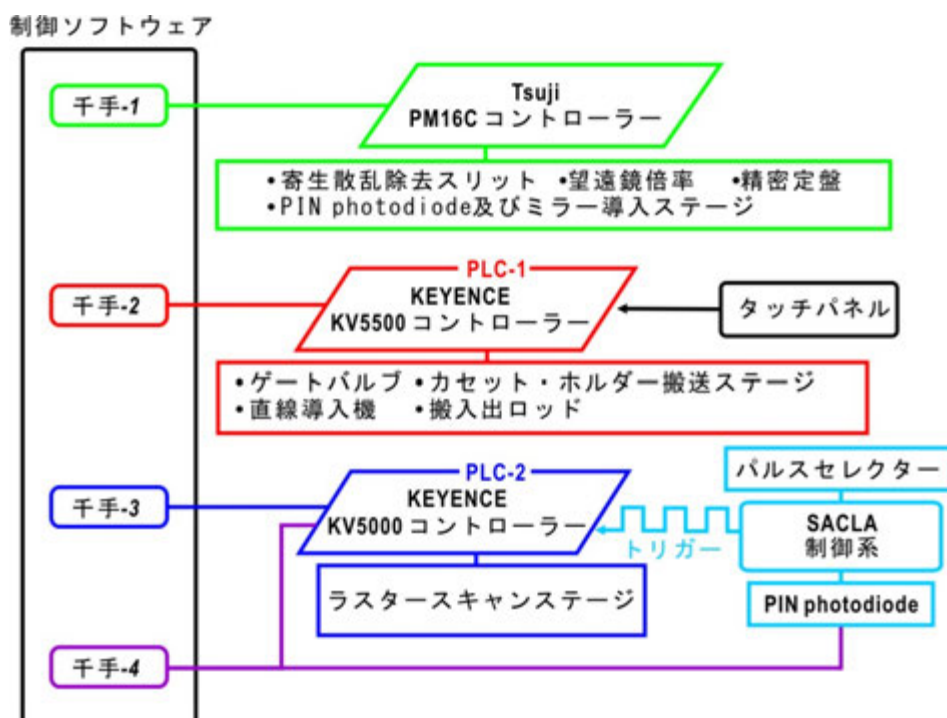 制御ソフトウェア
千手-1
Tsuji
PM16C コントローラー
•寄生散乱除去スリット •望遠鏡倍率 •精密定盤
•PIN photodiode及びミラー導入ステージ
千手-2
PLC-1
KEYENCE
KV5500 コントローラー
タッチパネル
•ゲートバルブ •カセット・ホルダー搬送ステージ
•直線導入機 •搬入出ロッド
千手-3
PLC-2
KEYENCE
KV5000 コントローラー
トリガー
パルスセレクター
SACLA
制御系
PIN photodiode
ラスタースキャンステージ
千手-4